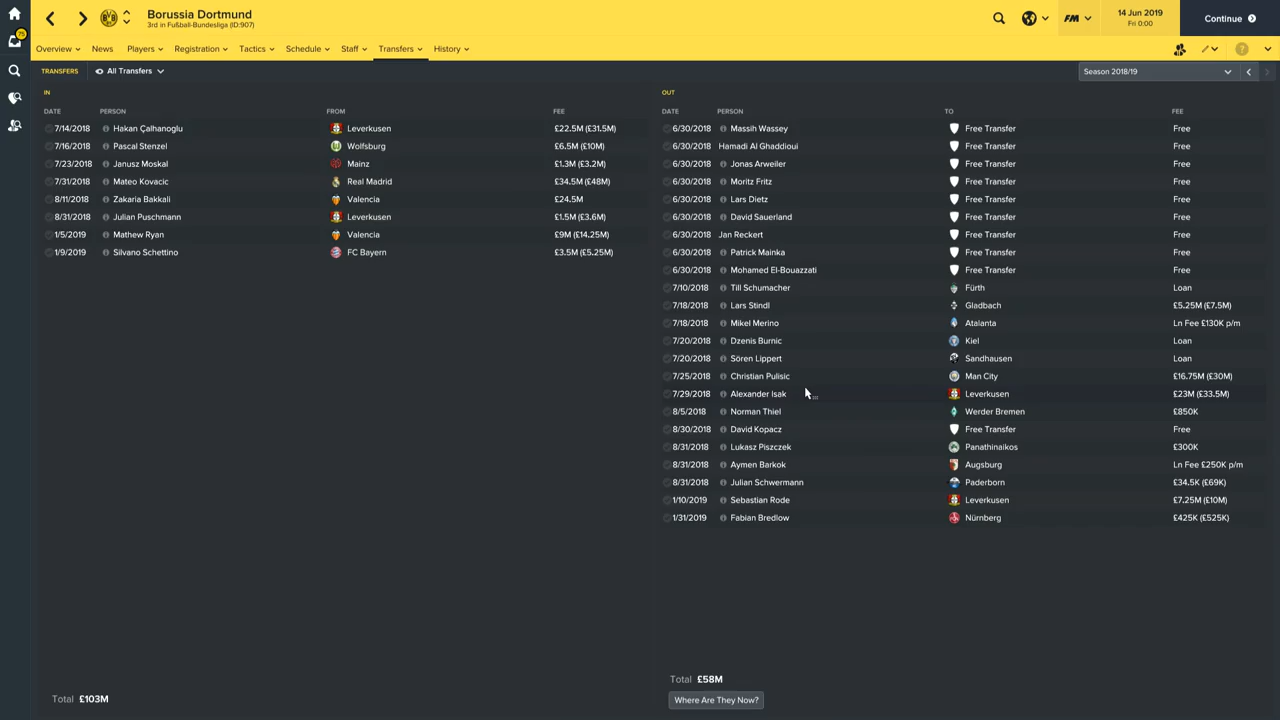 Borussia Dortmund
3rd in Fußball-Bundesliga (ID:907)
FM
14 Jun 2019
Fri 0:00
Continue
75
Overview News Players Registration Tactics Schedule Staff Transfers History
?
TRANSFERS All Transfers Season 2018/19
IN
DATE PERSON FROM FEE
7/14/2018 Hakan Çalhanoglu Leverkusen £22.5M (£31.5M)
7/16/2018 Pascal Stenzel Wolfsburg £6.5M (£10M)
7/23/2018 Janusz Moskal Mainz £1.3M (£3.2M)
7/31/2018 Mateo Kovacic Real Madrid £34.5M (£48M)
8/11/2018 Zakaria Bakkali Valencia £24.5M
8/31/2018 Julian Puschmann Leverkusen £1.5M (£3.6M)
1/5/2019 Mathew Ryan Valencia £9M (£14.25M)
1/9/2019 Silvano Schettino FC Bayern £3.5M (£5.25M)
Total £103M
OUT
DATE PERSON TO FEE
6/30/2018 Massih Wassey Free Transfer Free
6/30/2018 Hamadi Al Ghaddioui Free Transfer Free
6/30/2018 Jonas Arweiler Free Transfer Free
6/30/2018 Moritz Fritz Free Transfer Free
6/30/2018 Lars Dietz Free Transfer Free
6/30/2018 David Sauerland Free Transfer Free
6/30/2018 Jan Reckert Free Transfer Free
6/30/2018 Patrick Mainka Free Transfer Free
6/30/2018 Mohamed El-Bouazzati Free Transfer Free
7/10/2018 Till Schumacher Fürth Loan
7/18/2018 Lars Stindl Gladbach £5.25M (£7.5M)
7/18/2018 Mikel Merino Atalanta Ln Fee £130K p/m
7/20/2018 Dzenis Burnic Kiel Loan
7/20/2018 Sören Lippert Sandhausen Loan
7/25/2018 Christian Pulisic Man City £16.75M (£30M)
7/29/2018 Alexander Isak Leverkusen £23M (£33.5M)
8/5/2018 Norman Thiel Werder Bremen £850K
8/30/2018 David Kopacz Free Transfer Free
8/31/2018 Lukasz Piszczek Panathinaikos £300K
8/31/2018 Aymen Barkok Augsburg Ln Fee £250K p/m
8/31/2018 Julian Schwermann Paderborn £34.5K (£69K)
1/10/2019 Sebastian Rode Leverkusen £7.25M (£10M)
1/31/2019 Fabian Bredlow Nürnberg £425K (£525K)
Total £58M
Where Are They Now?